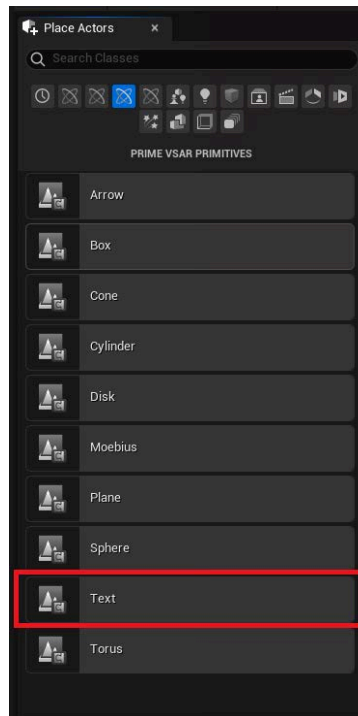 Place Actors
Search Classes
PRIME VSAR PRIMITIVES
Arrow
Box
Cone
Cylinder
Disk
Moebius
Plane
Sphere
Text
Torus